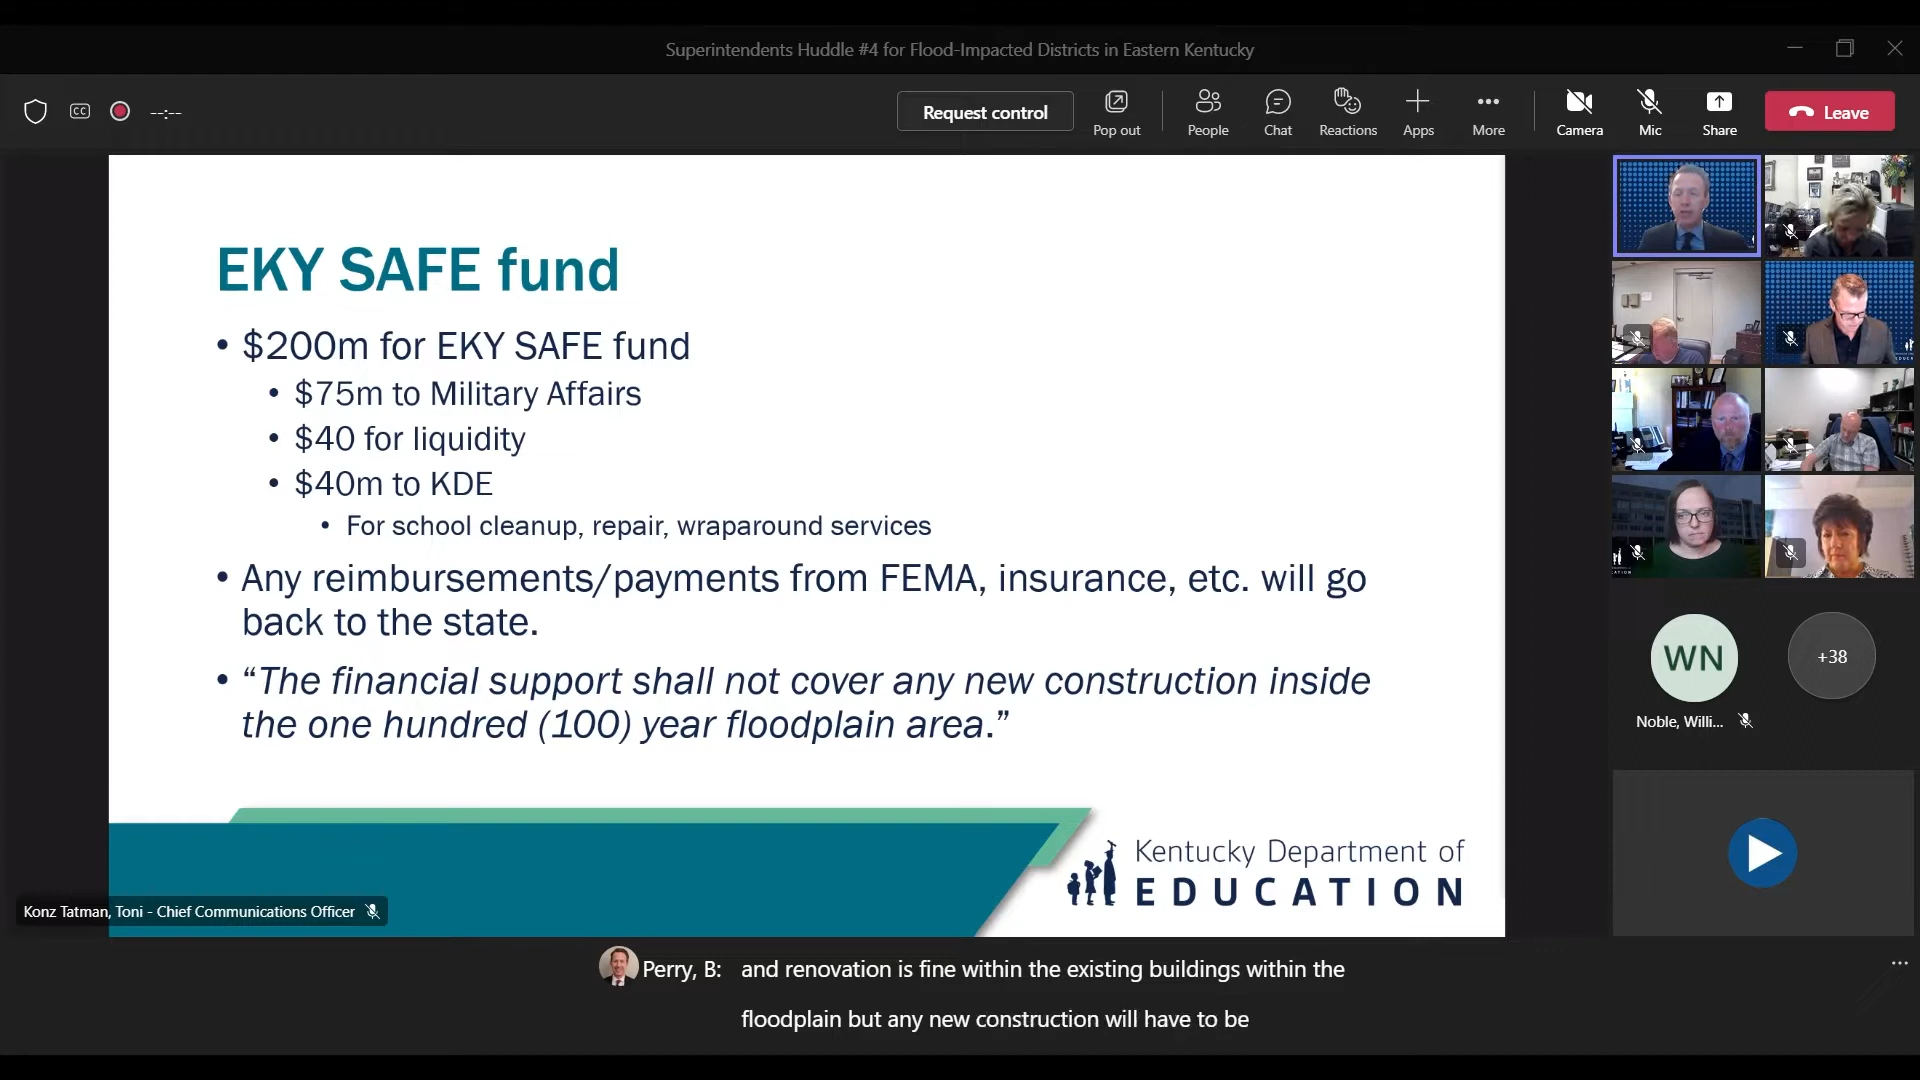 Superintendents Huddle #4 for Flood-Impacted Districts in Eastern Kentucky
CC
--:--
Request control
Pop out
People
Chat
Reactions
Apps
More
Camera
Mic
Share
Leave
EKY SAFE fund
• $200m for EKY SAFE fund
• $75m to Military Affairs
• $40 for liquidity
• $40m to KDE
• For school cleanup, repair, wraparound services
• Any reimbursements/payments from FEMA, insurance, etc. will go
back to the state.
• “The financial support shall not cover any new construction inside
the one hundred (100) year floodplain area.”
Kentucky Department of
EDUCATION
Konz Tatman, Toni - Chief Communications Officer
WN
+38
Noble, Willi...
Perry, B: and renovation is fine within the existing buildings within the
floodplain but any new construction will have to be